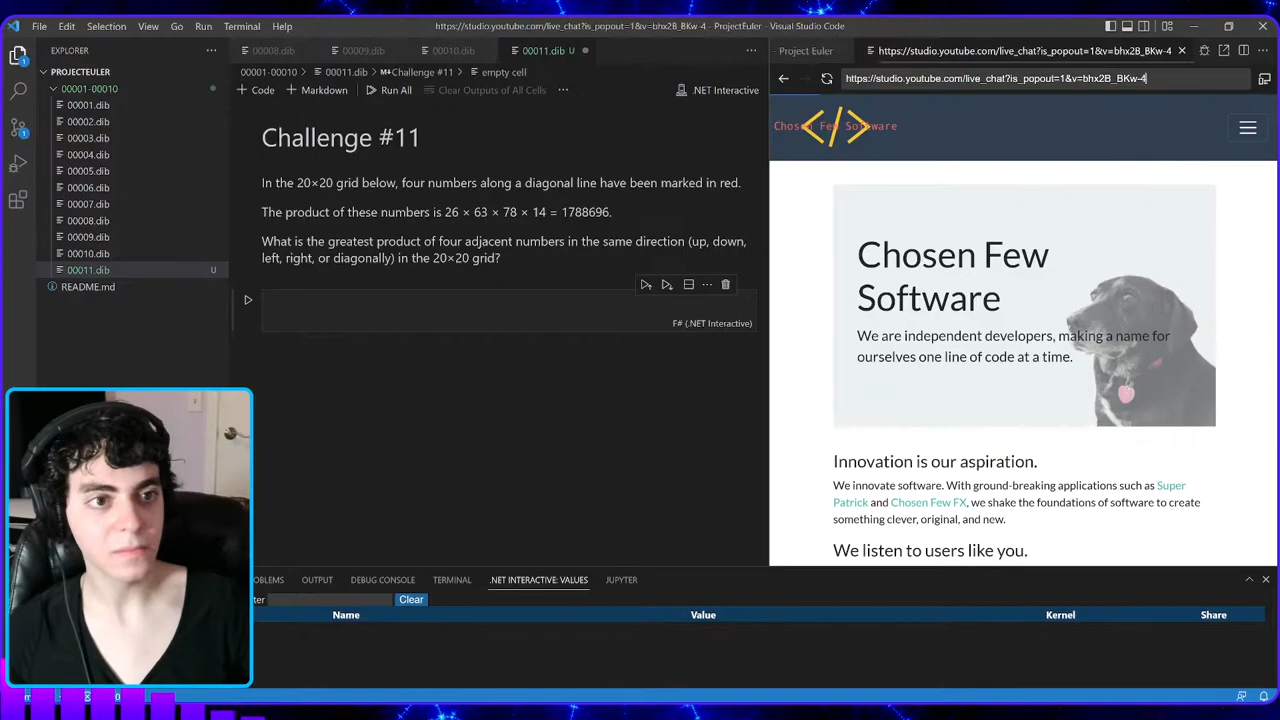 File Edit Selection View Go Run Terminal Help
https://studio.youtube.com/live_chat?is_popout=1&v=bhx2B_BKw-4 - ProjectEuler - Visual Studio Code
EXPLORER
PROJECTEULER
00001-00010
00001.dib
00002.dib
00003.dib
00004.dib
00005.dib
00006.dib
00007.dib
00008.dib
00009.dib
00010.dib
00011.dib U
README.md
00008.dib 00009.dib 00010.dib 00011.dib U
00001-00010 > 00011.dib > Challenge #11 > empty cell
+ Code + Markdown Run All Clear Outputs of All Cells .NET Interactive
Challenge #11
In the 20×20 grid below, four numbers along a diagonal line have been marked in red.
The product of these numbers is 26 × 63 × 78 × 14 = 1788696.
What is the greatest product of four adjacent numbers in the same direction (up, down,
left, right, or diagonally) in the 20×20 grid?
F# (.NET Interactive)
- Project Euler https://studio.youtube.com/live_chat?is_popout=1&v=bhx2B_BKw-4
https://studio.youtube.com/live_chat?is_popout=1&v=bhx2B_BKw-4
Chosen Few Software
</>
Chosen Few
Software
We are independent developers, making a name for
ourselves one line of code at a time.
Innovation is our aspiration.
We innovate software. With ground-breaking applications such as Super
Patrick and Chosen Few FX, we shake the foundations of software to create
something clever, original, and new.
We listen to users like you.
OBLEMS OUTPUT DEBUG CONSOLE TERMINAL .NET INTERACTIVE: VALUES JUPYTER
ter Clear
Name Value Kernel Share